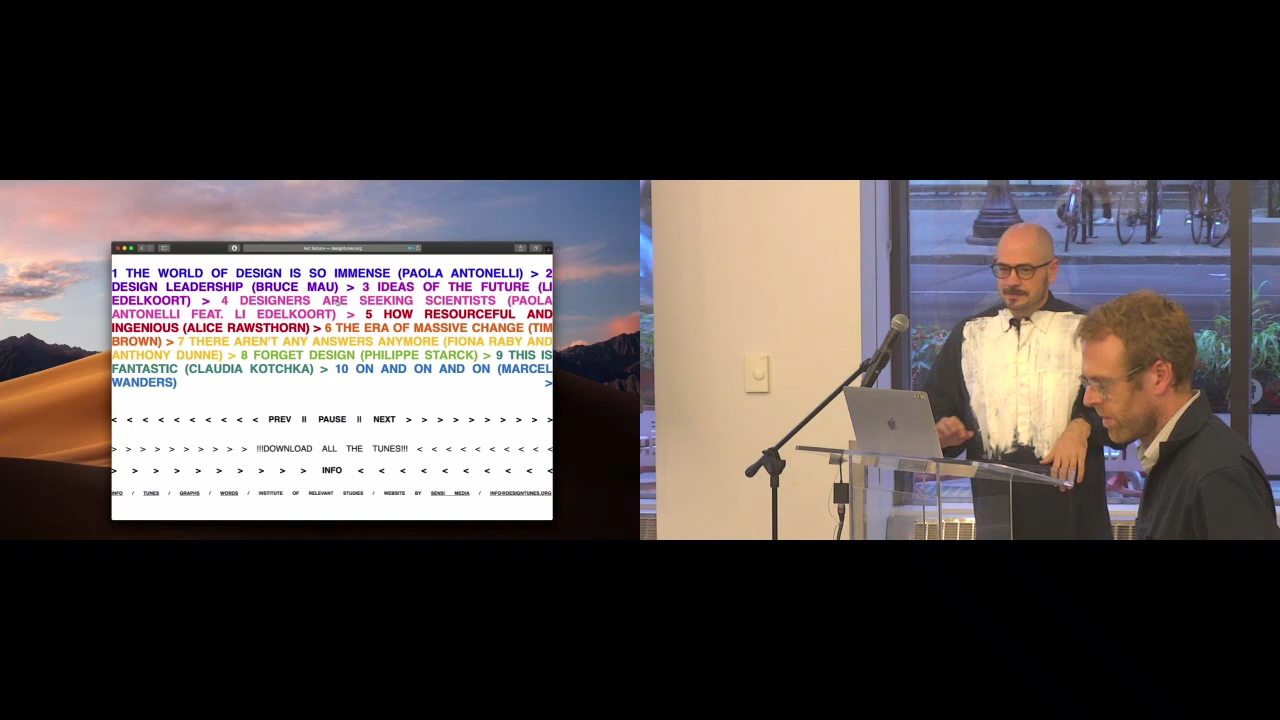 Not Secure — designtunes.org
1 THE WORLD OF DESIGN IS SO IMMENSE (PAOLA ANTONELLI) > 2
DESIGN LEADERSHIP (BRUCE MAU) > 3 IDEAS OF THE FUTURE (LI
EDELKOORT) > 4 DESIGNERS ARE SEEKING SCIENTISTS (PAOLA
ANTONELLI FEAT. LI EDELKOORT) > 5 HOW RESOURCEFUL AND
INGENIOUS (ALICE RAWSTHORN) > 6 THE ERA OF MASSIVE CHANGE (TIM
BROWN) > 7 THERE AREN'T ANY ANSWERS ANYMORE (FIONA RABY AND
ANTHONY DUNNE) > 8 FORGET DESIGN (PHILIPPE STARCK) > 9 THIS IS
FANTASTIC (CLAUDIA KOTCHKA) > 10 ON AND ON AND ON (MARCEL
WANDERS) >
< < < < < < < < < < < PREV || PAUSE || NEXT > > > > > > > > > > >
> > > > > > > > > > !!!DOWNLOAD ALL THE TUNES!!! < < < < < < < < < <
> > > > > > > > > > INFO < < < < < < < < < <
INFO / TUNES / GRAPHS / WORDS / INSTITUTE OF RELEVANT STUDIES / WEBSITE BY SENSI MEDIA / INFO@DESIGNTUNES.ORG